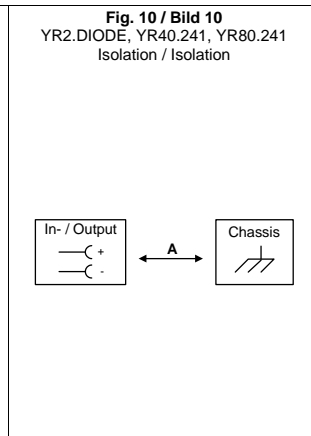 Fig. 10 / Bild 10
YR2.DIODE, YR40.241, YR80.241
Isolation / Isolation
In- / Output
+
-
A
Chassis